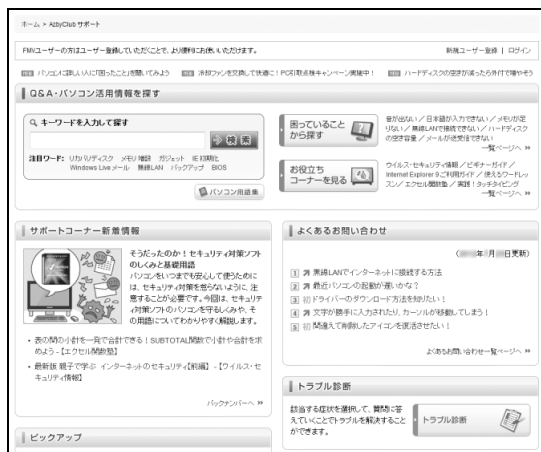 ホーム > AzbyClub サポート
FMVユーザーの方はユーザー登録していただくことで、より便利にお使いいただけます。
新規ユーザー登録 | ログイン
パソコンに詳しい人に「困ったこと」を聞いてみよう
冷却ファンを交換して快適に!PC引取点検キャンペーン実施中!
ハードディスクの空きが減ったら外付で増やそう
Q&A・パソコン活用情報を探す
キーワードを入力して探す
検索
注目ワード: リカバリディスク メモリ増設 ガジェット IE初期化
Windows Liveメール 無線LAN バックアップ BIOS
パソコン用語集
困っていること
から探す
音が出ない/日本語が入力できない/メモリが足
りない/無線LANで接続できない/ハードディスク
の空き容量/メールが送受信できない
一覧ページへ
お役立ち
コーナーを見る
ウイルス・セキュリティ情報/ビギナーガイド/
Internet Explorer 9ご利用ガイド/使えるワードレッ
スン/エクセル関数塾/実践!タッチタイピング
一覧ページへ
サポートコーナー新着情報
そうだったのか!セキュリティ対策ソフト
のしくみと基礎用語
パソコンをいつまでも安心して使うために
は、セキュリティ対策を怠らないように、注
意することが必要です。今回は、セキュリテ
ィ対策ソフトのパソコンを守るしくみや、そ
の用語についてわかりやすく解説します。
・表の間の小計を一発で合計できる!SUBTOTAL関数で小計や合計を求
めよう - [エクセル関数塾]
・最新版 親子で学ぶ インターネットのセキュリティ【前編】 - [ウイルス・セ
キュリティ情報]
バックナンバーへ
ピックアップ
よくあるお問い合わせ
年 月 日更新)
1 無線LANでインターネットに接続する方法
2 最近パソコンの起動が遅いかな?
3 初 ドライバーのダウンロード方法を知りたい!
4 文字が勝手に入力されたり、カーソルが移動してしまう!
5 初 間違えて削除したアイコンを復活させたい!
よくあるお問い合わせ一覧ページへ
トラブル診断
該当する症状を選択して、質問に答
えていくことでトラブルを解決すること
ができます。
トラブル診断